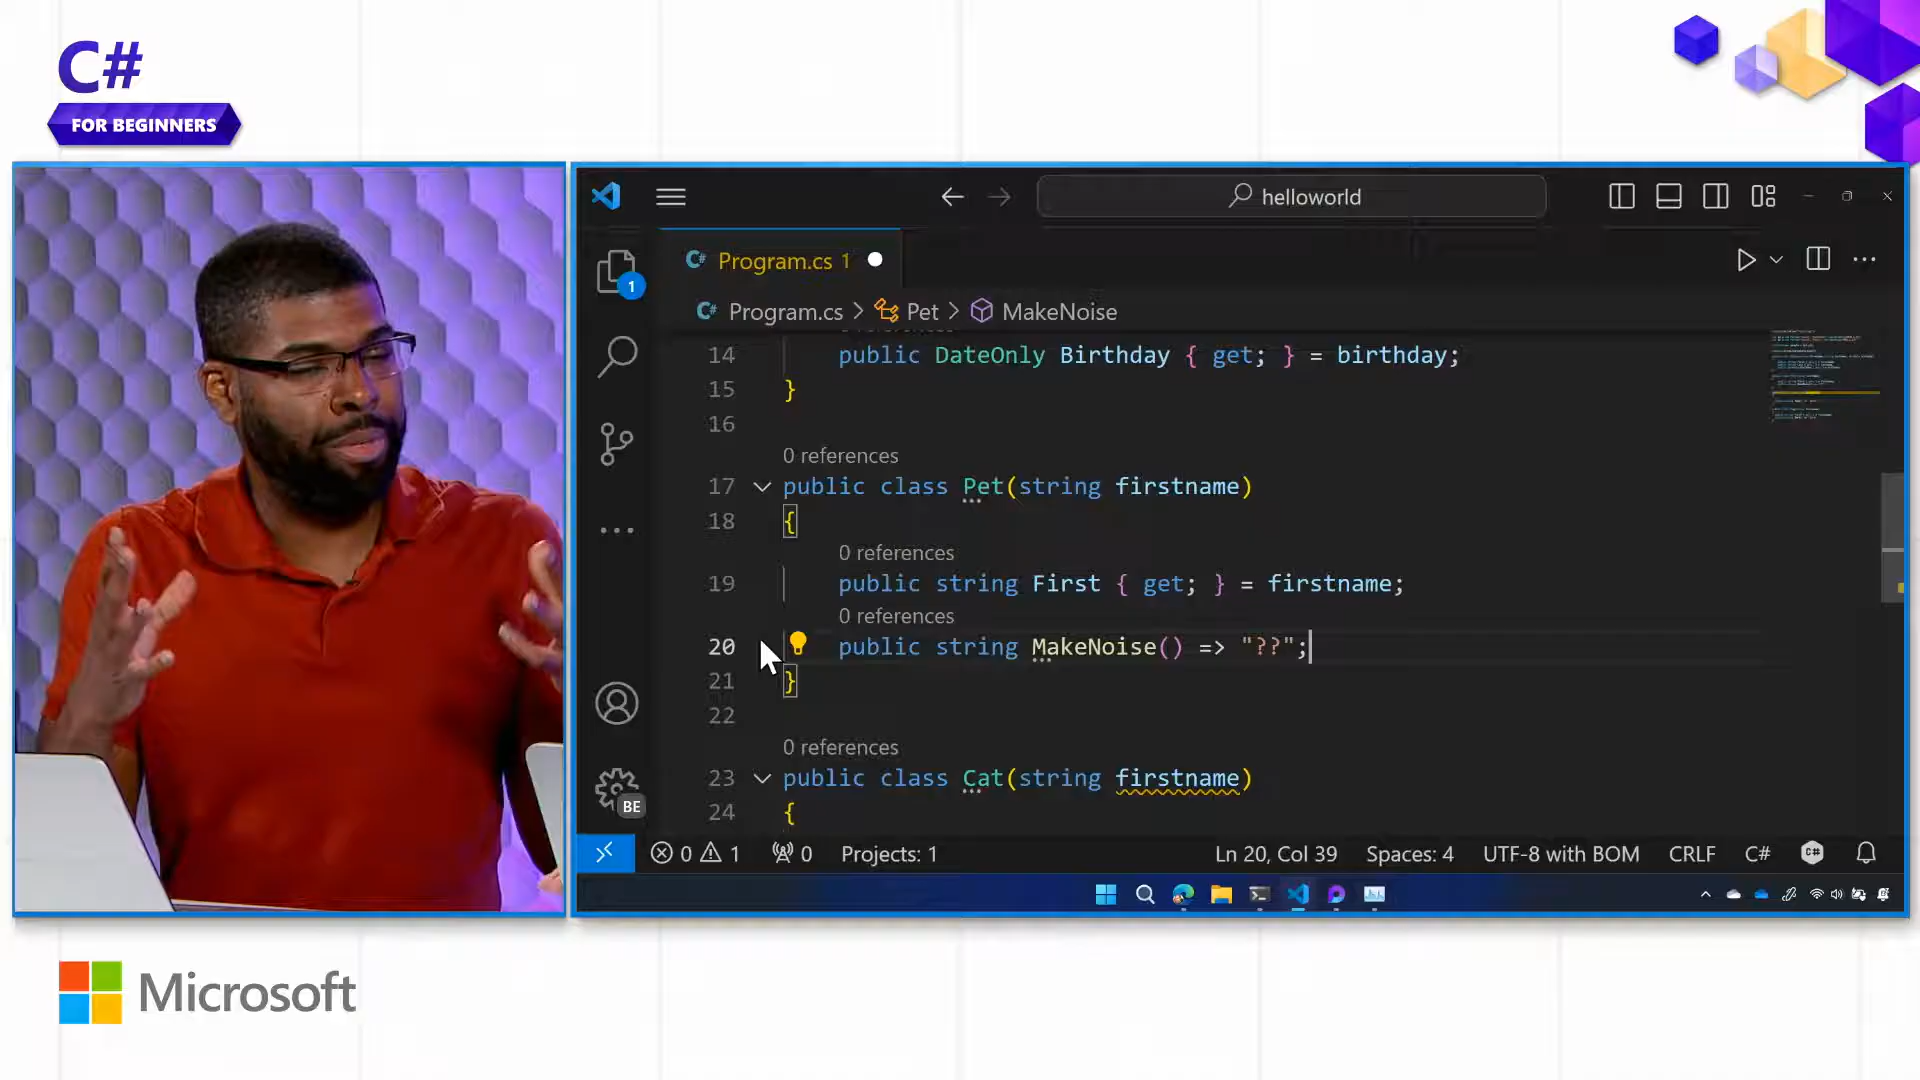 C#
FOR BEGINNERS
helloworld
Program.cs 1
Program.cs > Pet > MakeNoise
1
14 public DateOnly Birthday { get; } = birthday;
15 }
16
0 references
17 public class Pet(string firstname)
18 {
0 references
19 public string First { get; } = firstname;
0 references
20 public string MakeNoise() => "??";
21 }
22
0 references
23 public class Cat(string firstname)
24 {
BE
0 1 0 Projects: 1 Ln 20, Col 39 Spaces: 4 UTF-8 with BOM CRLF C#
Microsoft